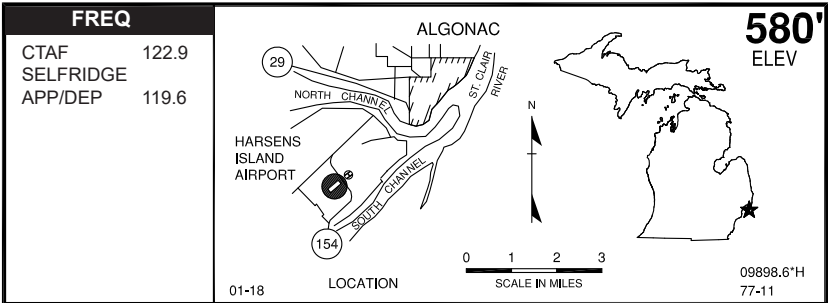 FREQ
CTAF 122.9
SELFRIDGE
APP/DEP 119.6
ALGONAC
29
NORTH CHANNEL
ST. CLAIR
RIVER
HARSENS
ISLAND
AIRPORT
SOUTH CHANNEL
154
N
0 1 2 3
SCALE IN MILES
LOCATION
01-18
580'
ELEV
09898.6*H
77-11